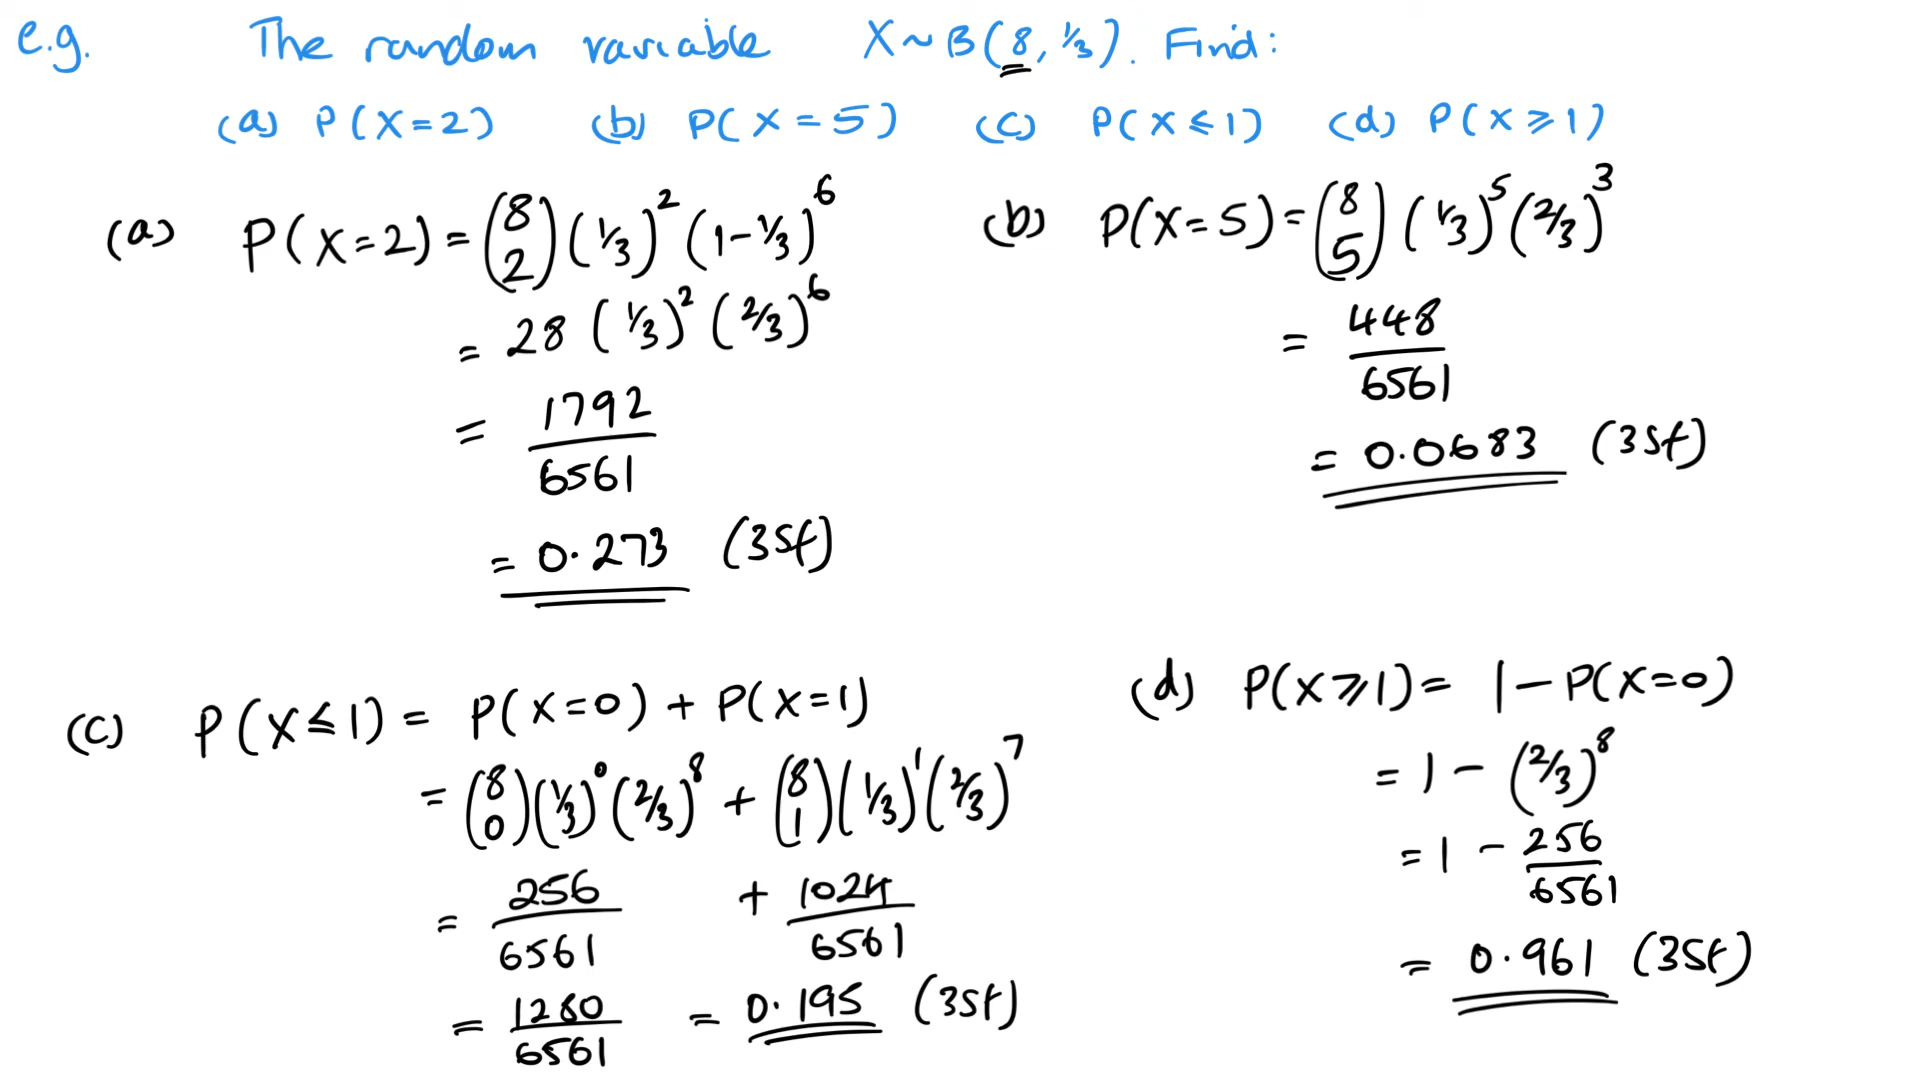 e.g. The random variable X~B(8, 1/3). Find:
(a) P(X=2) (b) P(X=5) (c) P(X≤1) (d) P(X≥1)
(a) P(X=2) = (8 2)(1/3)^2 (1-1/3)^6
= 28 (1/3)^2 (2/3)^6
= 1792/6561
= 0.273 (3sf)
(b) P(X=5) = (8 5)(1/3)^5 (2/3)^3
= 448/6561
= 0.0683 (3sf)
(c) P(X≤1) = P(X=0) + P(X=1)
= (8 0)(1/3)^0 (2/3)^8 + (8 1)(1/3)^1 (2/3)^7
= 256/6561 + 1024/6561
= 1280/6561 = 0.195 (3sf)
(d) P(X≥1) = 1 - P(X=0)
= 1 - (2/3)^8
= 1 - 256/6561
= 0.961 (3sf)